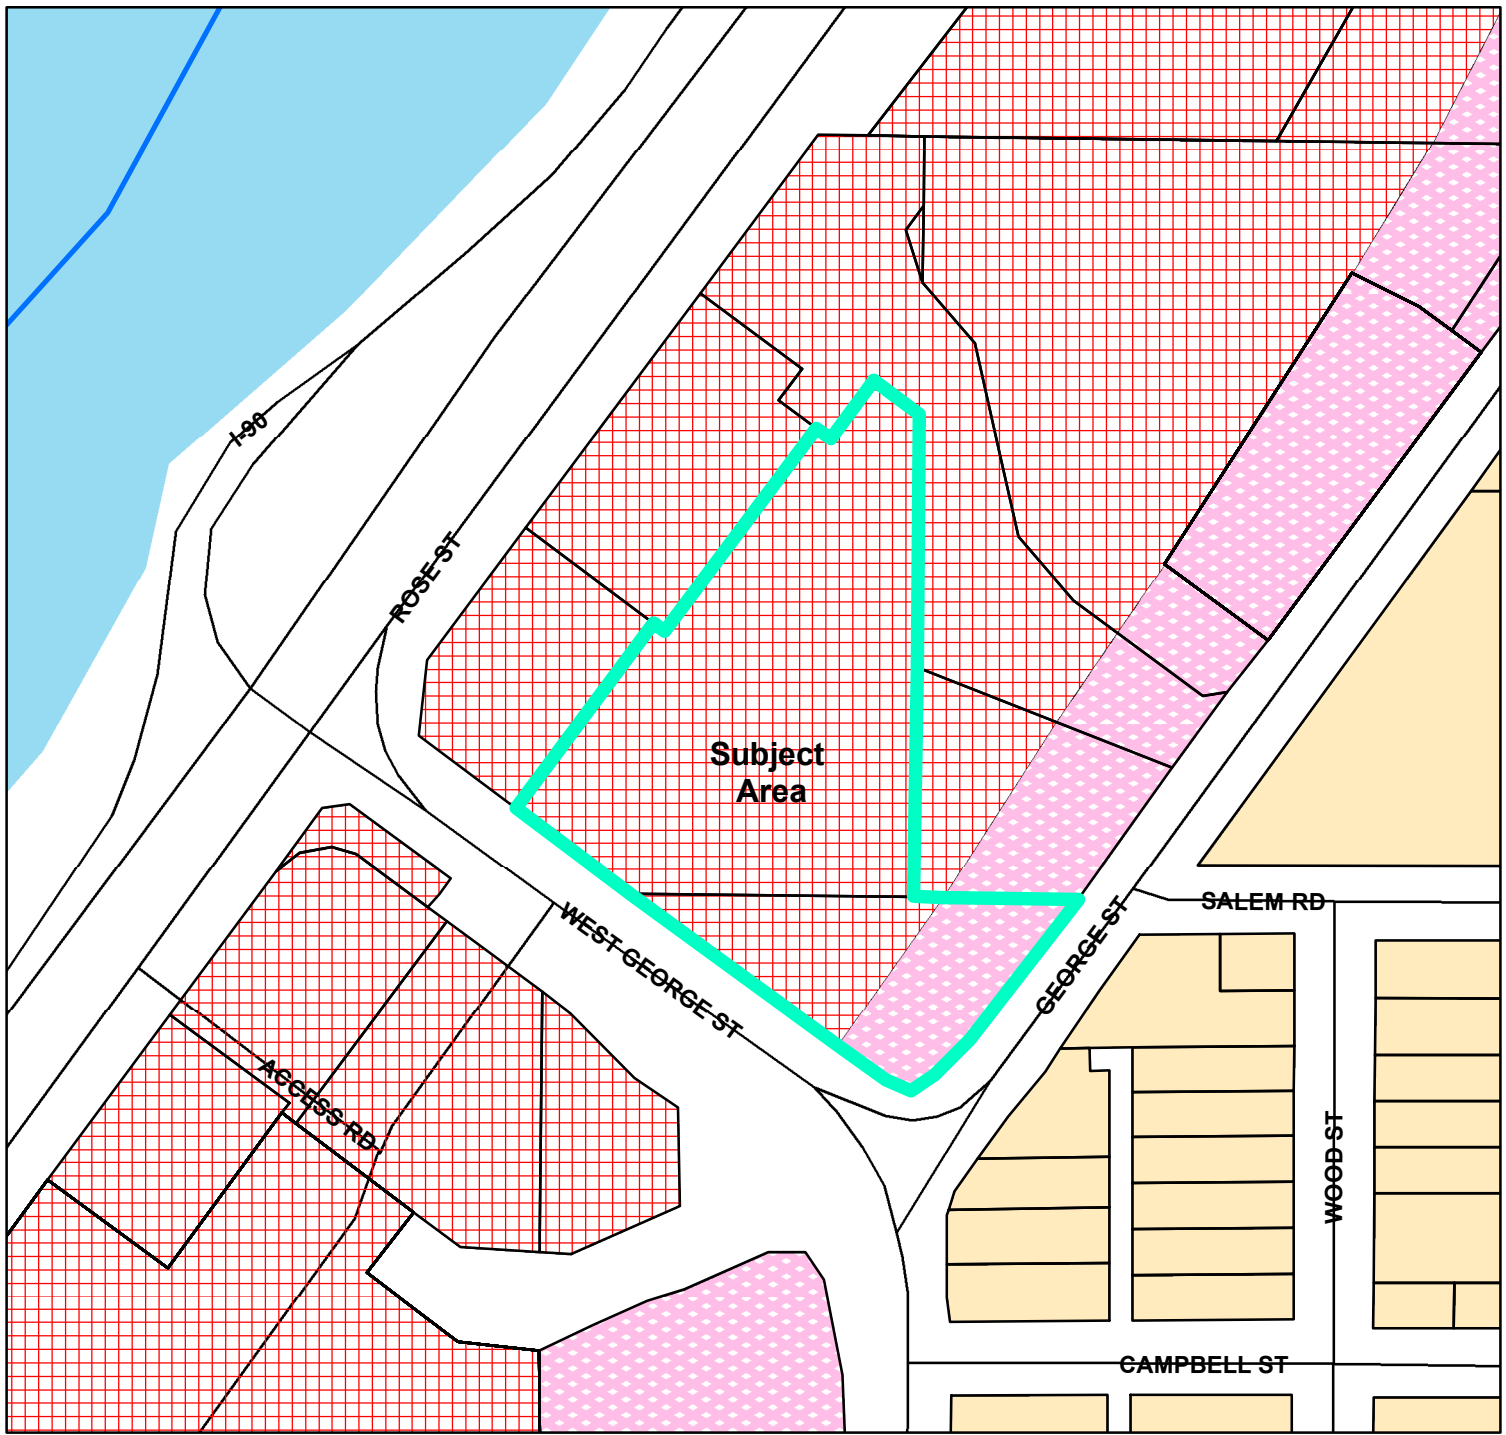 I-90
ROSE ST
Subject
Area
SALEM RD
WEST GEORGE ST
GEORGE ST
ACCESS RD
WOOD ST
CAMPBELL ST